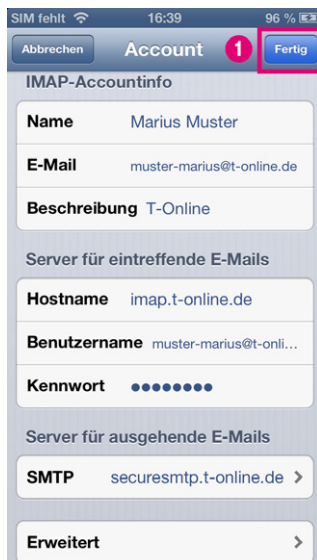 SIM fehlt 16:39 96 %
Abbrechen Account 1 Fertig
IMAP-Accountinfo
Name Marius Muster
E-Mail muster-marius@t-online.de
Beschreibung T-Online
Server für eintreffende E-Mails
Hostname imap.t-online.de
Benutzername muster-marius@t-onli...
Kennwort ●●●●●●●●
Server für ausgehende E-Mails
SMTP securesmtp.t-online.de >
Erweitert >